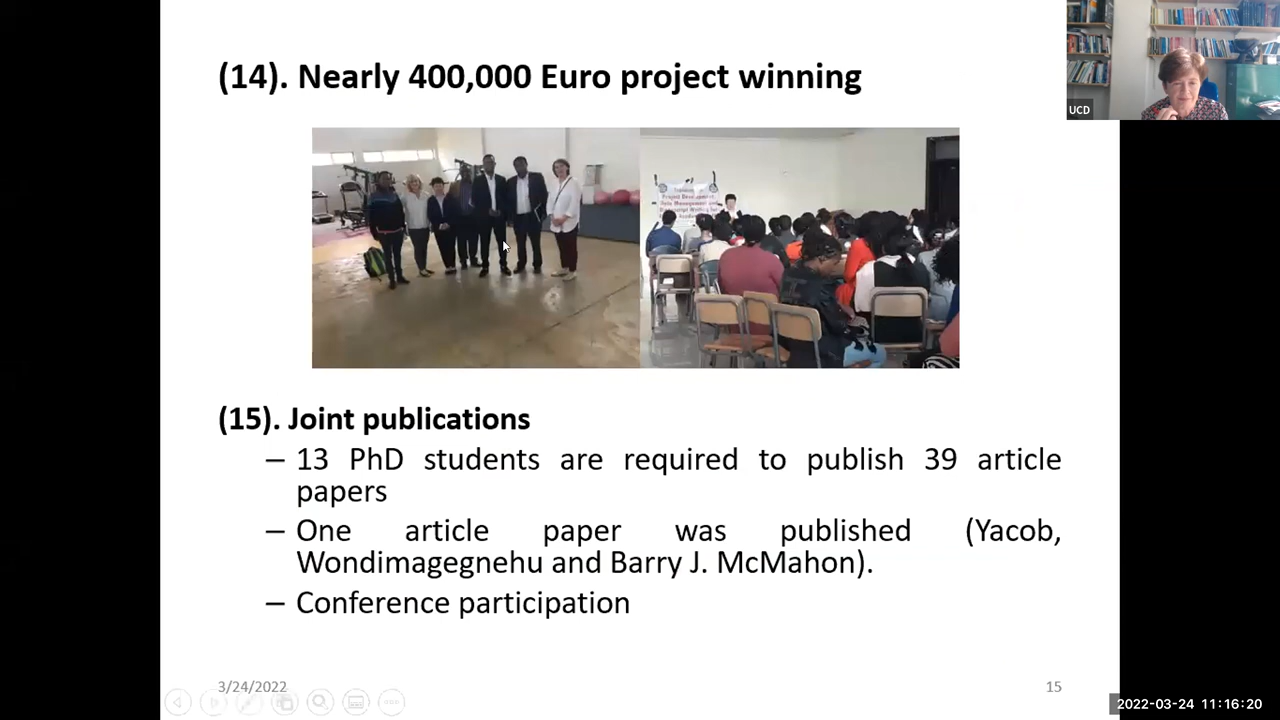 (14). Nearly 400,000 Euro project winning
UCD
Project Development,
(15). Joint publications
– 13 PhD students are required to publish 39 article
papers
– One article paper was published (Yacob,
Wondimagegnehu and Barry J. McMahon).
– Conference participation
3/24/2022
15
2022-03-24 11:16:20